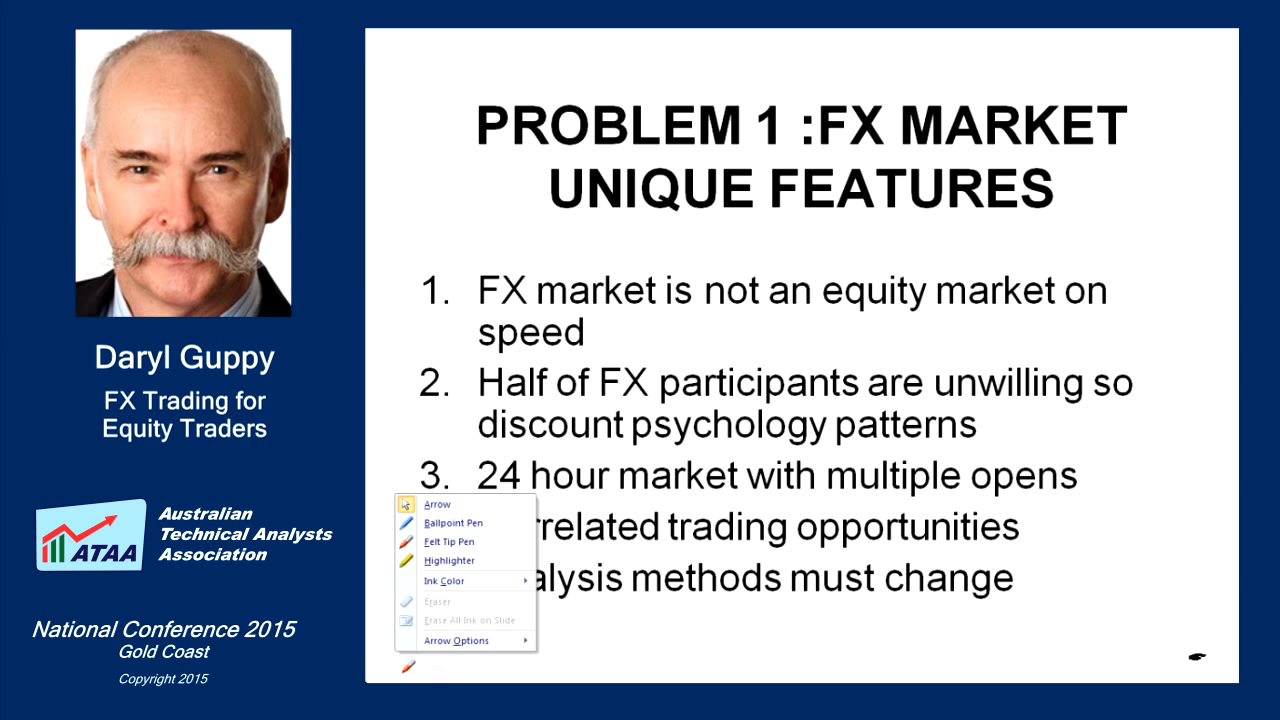 PROBLEM 1 :FX MARKET
UNIQUE FEATURES
1. FX market is not an equity market on
speed
2. Half of FX participants are unwilling so
discount psychology patterns
3. 24 hour market with multiple opens
rrelated trading opportunities
alysis methods must change
Arrow
Ballpoint Pen
Felt Tip Pen
Highlighter
Ink Color
Eraser
Erase All Ink on Slide
Arrow Options
Daryl Guppy
FX Trading for
Equity Traders
ATAA
Australian
Technical Analysts
Association
National Conference 2015
Gold Coast
Copyright 2015